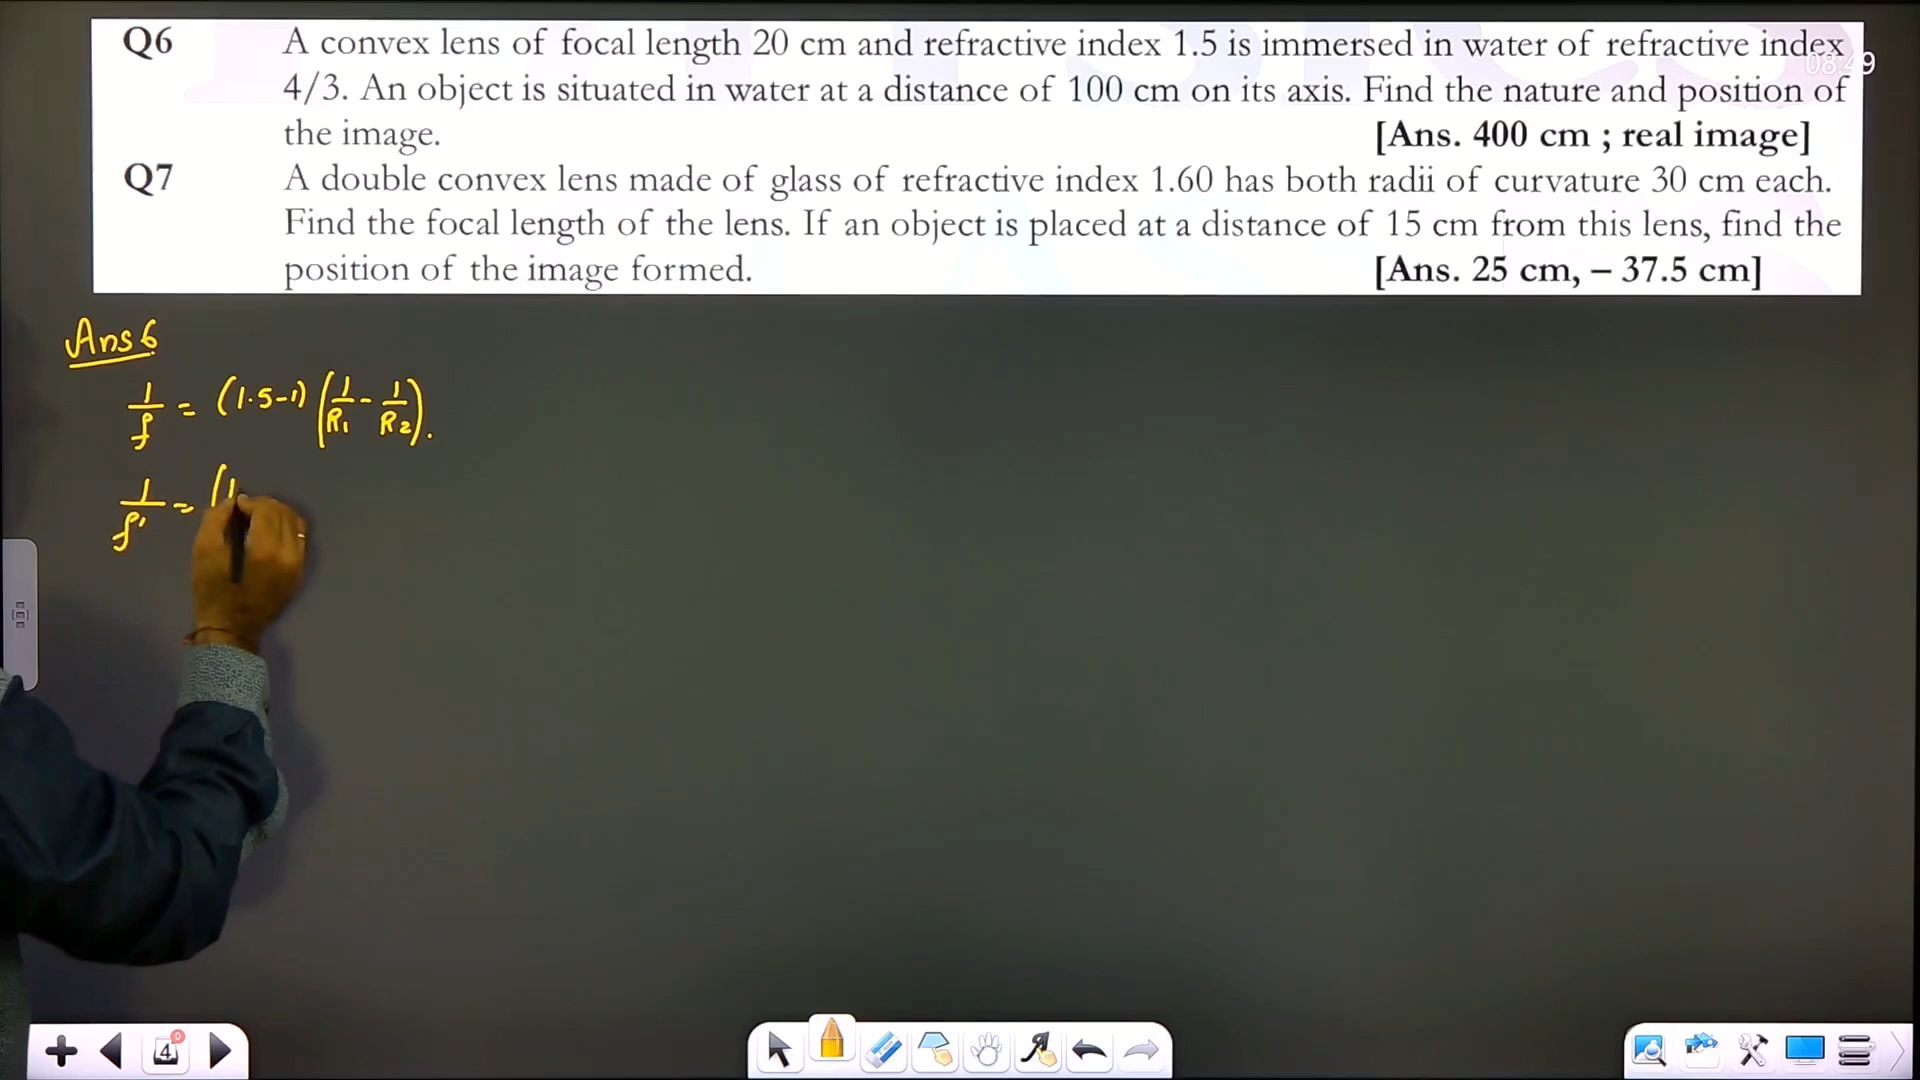 Q6 A convex lens of focal length 20 cm and refractive index 1.5 is immersed in water of refractive index
08:49
4/3. An object is situated in water at a distance of 100 cm on its axis. Find the nature and position of
the image. [Ans. 400 cm ; real image]
Q7 A double convex lens made of glass of refractive index 1.60 has both radii of curvature 30 cm each.
Find the focal length of the lens. If an object is placed at a distance of 15 cm from this lens, find the
position of the image formed. [Ans. 25 cm, – 37.5 cm]
Ans 6
1/f = (1.5-1) (1/R1 - 1/R2).
1/f' = (1
4
0